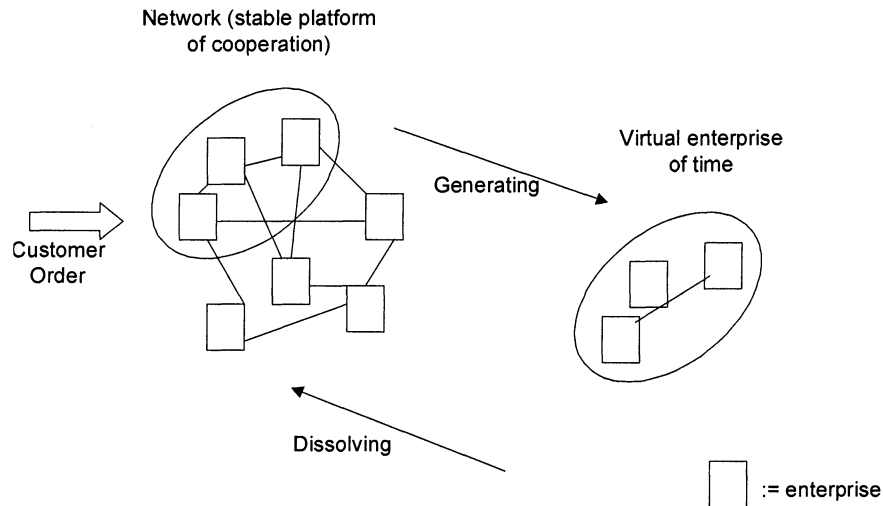 Network (stable platform
of cooperation)
Virtual enterprise
of time
Generating
Customer
Order
Dissolving
:= enterprise